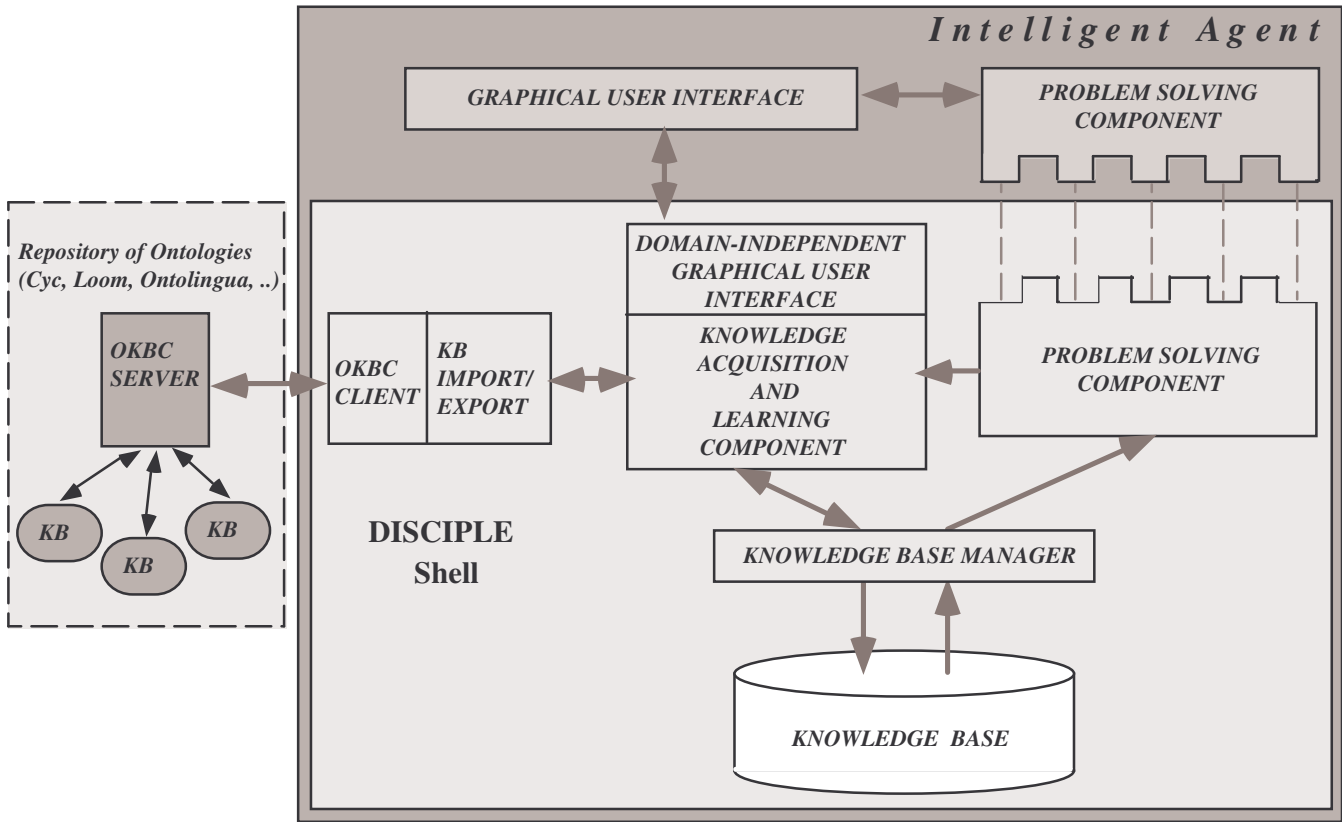 Intelligent Agent
GRAPHICAL USER INTERFACE
PROBLEM SOLVING
COMPONENT
Repository of Ontologies
(Cyc, Loom, Ontolingua, ..)
OKBC
SERVER
KB
KB
KB
OKBC
CLIENT
KB
IMPORT/
EXPORT
DOMAIN-INDEPENDENT
GRAPHICAL USER
INTERFACE
KNOWLEDGE
ACQUISITION
AND
LEARNING
COMPONENT
PROBLEM SOLVING
COMPONENT
DISCIPLE
Shell
KNOWLEDGE BASE MANAGER
KNOWLEDGE BASE